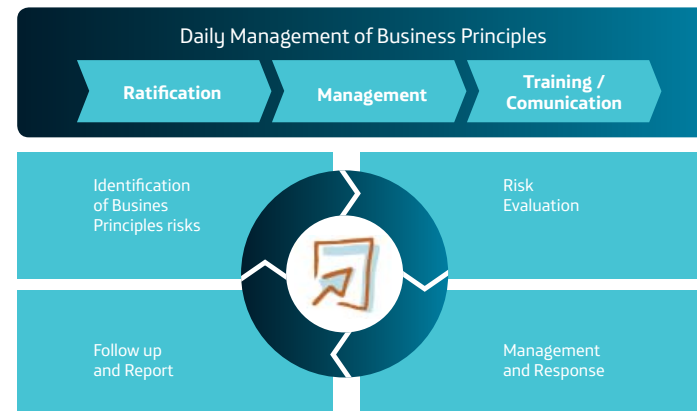 Daily Management of Business Principles
Ratification
Management
Training /
Comunication
Identification
of Busines
Principles risks
Risk
Evaluation
Follow up
and Report
Management
and Response